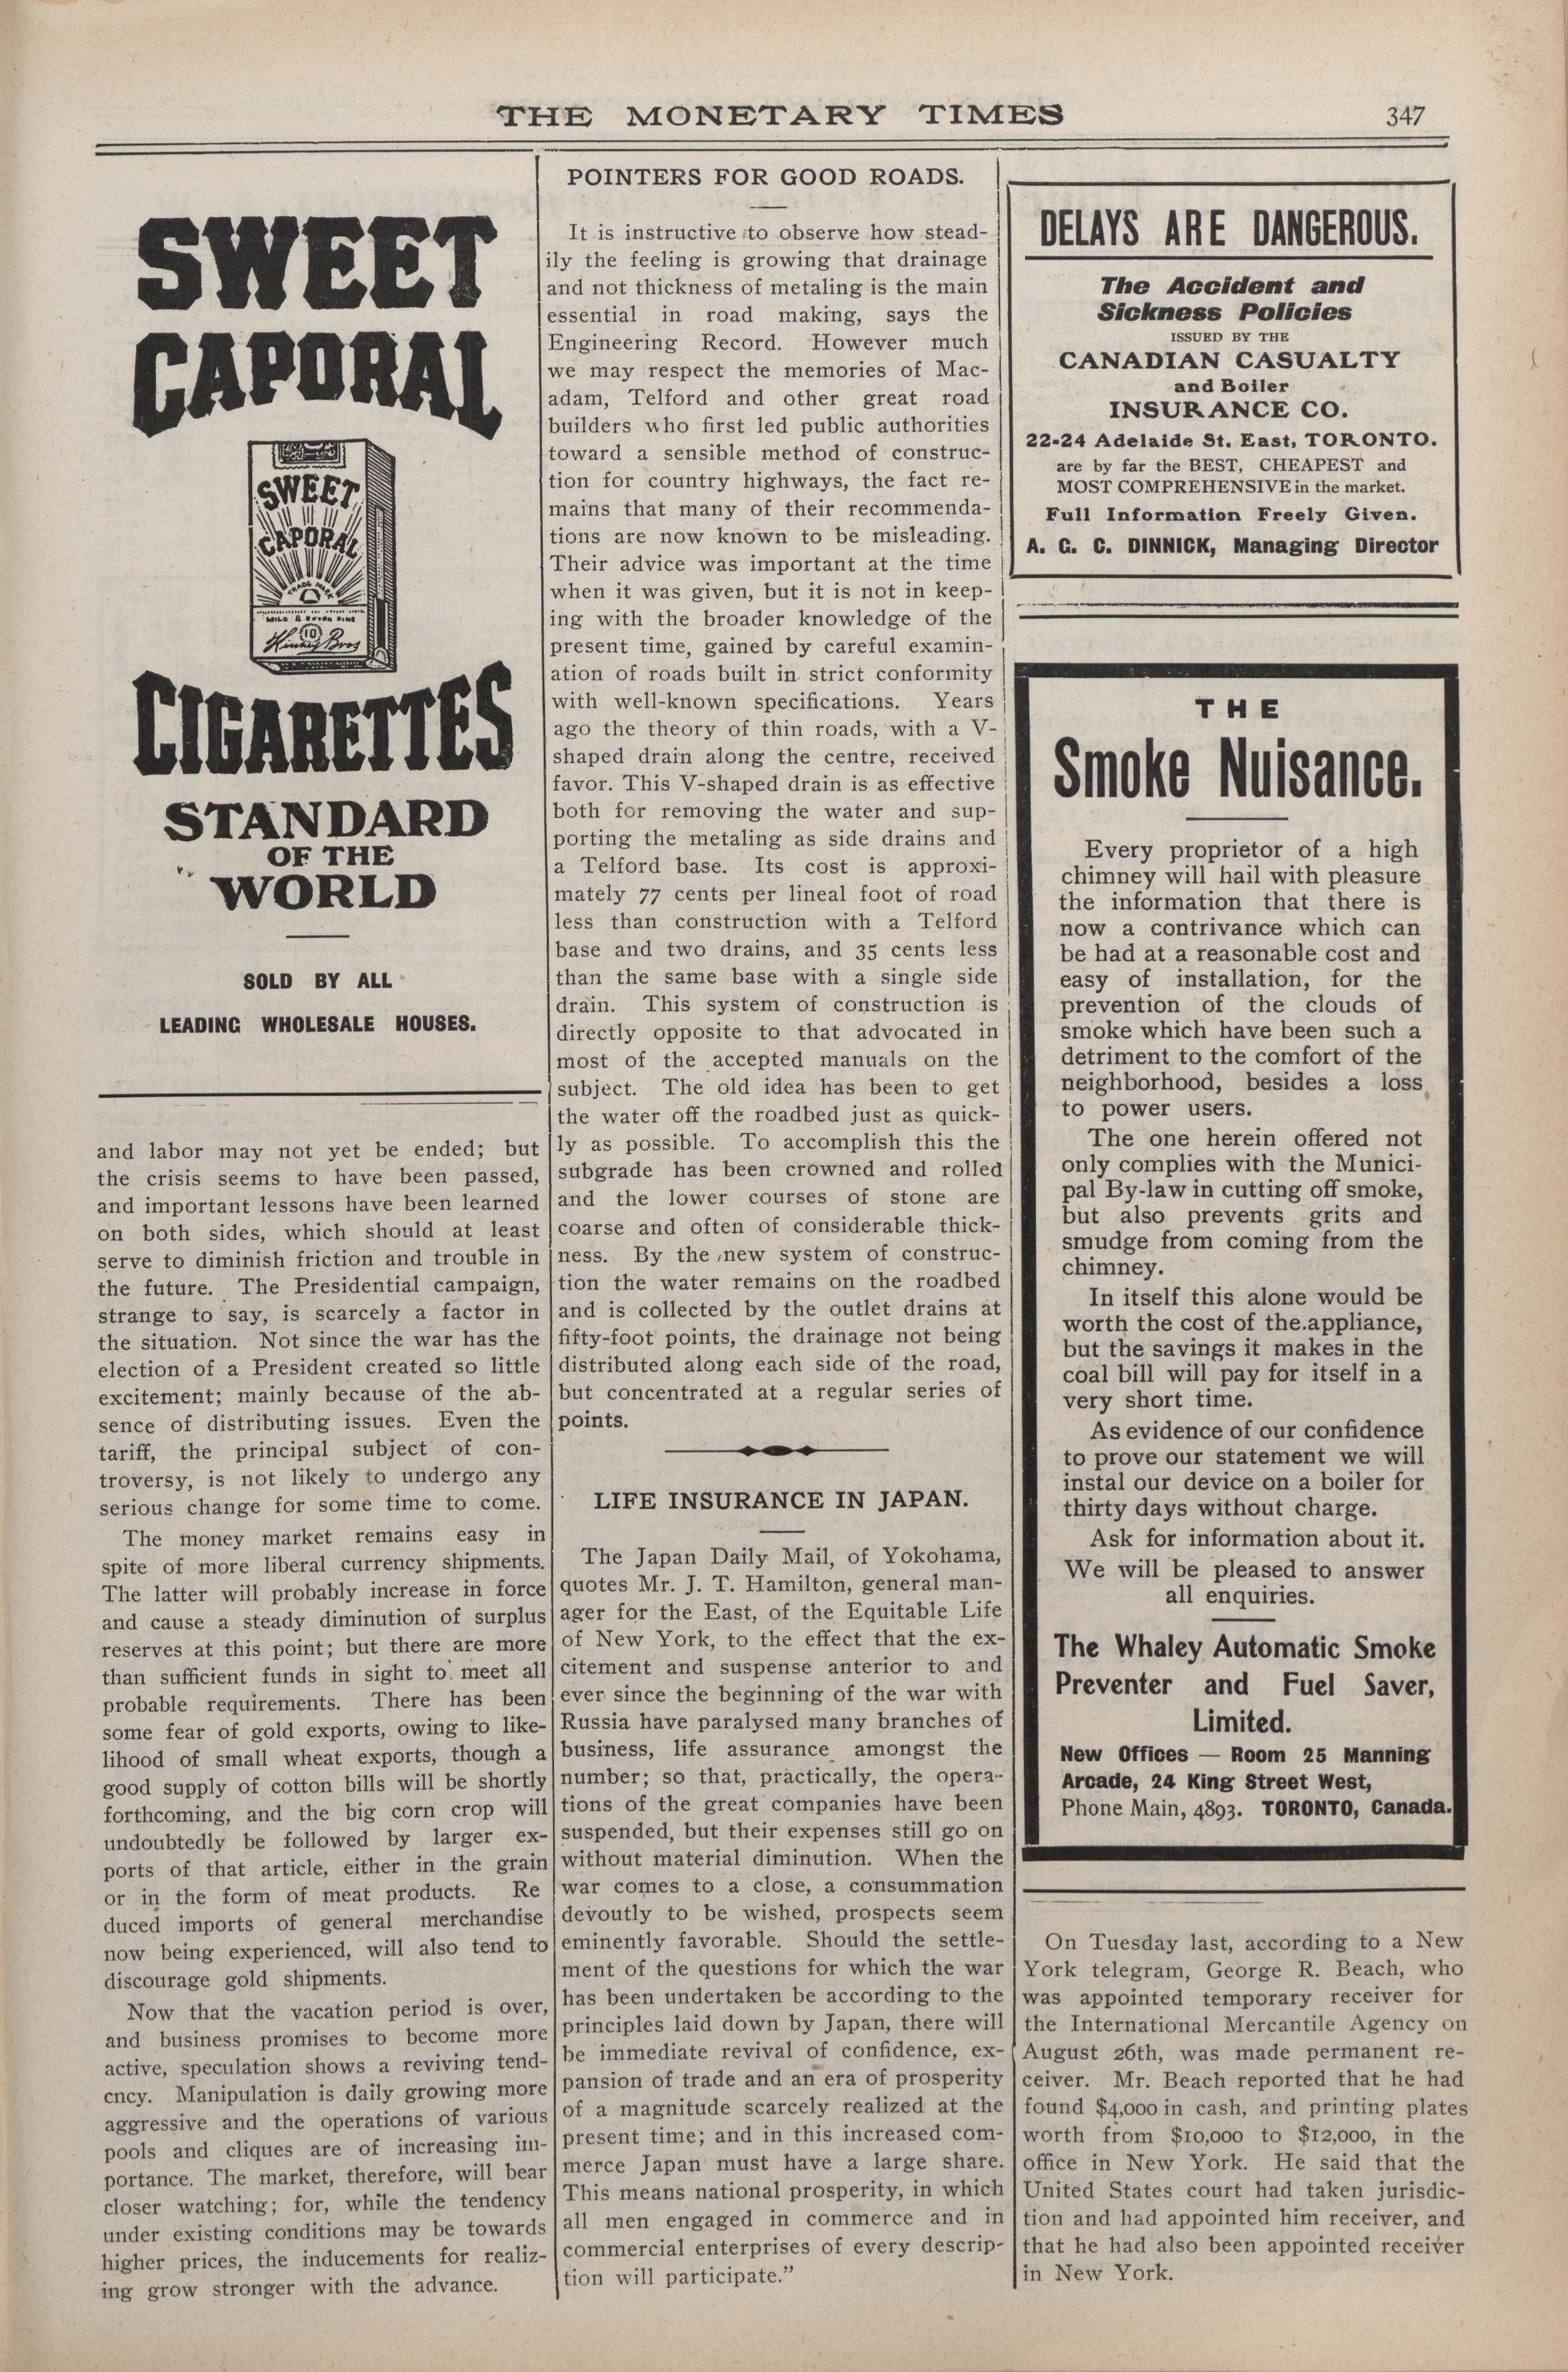 THE MONETARY TIMES
347
SWEET
CAPORAL
SWEET
CAPORAL
TRADE MARK
MILD & EXTRA FINE
10
Kinney Bros
CIGARETTES
STANDARD
OF THE
WORLD
SOLD BY ALL
LEADING WHOLESALE HOUSES.
and labor may not yet be ended; but
the crisis seems to have been passed,
and important lessons have been learned
on both sides, which should at least
serve to diminish friction and trouble in
the future. The Presidential campaign,
strange to say, is scarcely a factor in
the situation. Not since the war has the
election of a President created so little
excitement; mainly because of the ab-
sence of distributing issues. Even the
tariff, the principal subject of con-
troversy, is not likely to undergo any
serious change for some time to come.
The money market remains easy in
spite of more liberal currency shipments.
The latter will probably increase in force
and cause a steady diminution of surplus
reserves at this point; but there are more
than sufficient funds in sight to meet all
probable requirements. There has been
some fear of gold exports, owing to like-
lihood of small wheat exports, though a
good supply of cotton bills will be shortly
forthcoming, and the big corn crop will
undoubtedly be followed by larger ex-
ports of that article, either in the grain
or in the form of meat products. Re
duced imports of general merchandise
now being experienced, will also tend to
discourage gold shipments.
Now that the vacation period is over,
and business promises to become more
active, speculation shows a reviving tend-
ency. Manipulation is daily growing more
aggressive and the operations of various
pools and cliques are of increasing im-
portance. The market, therefore, will bear
closer watching; for, while the tendency
under existing conditions may be towards
higher prices, the inducements for realiz-
ing grow stronger with the advance.
POINTERS FOR GOOD ROADS.
It is instructive to observe how stead-
ily the feeling is growing that drainage
and not thickness of metaling is the main
essential in road making, says the
Engineering Record. However much
we may respect the memories of Mac-
adam, Telford and other great road
builders who first led public authorities
toward a sensible method of construc-
tion for country highways, the fact re-
mains that many of their recommenda-
tions are now known to be misleading.
Their advice was important at the time
when it was given, but it is not in keep-
ing with the broader knowledge of the
present time, gained by careful examin-
ation of roads built in strict conformity
with well-known specifications. Years
ago the theory of thin roads, with a V-
shaped drain along the centre, received
favor. This V-shaped drain is as effective
both for removing the water and sup-
porting the metaling as side drains and
a Telford base. Its cost is approxi-
mately 77 cents per lineal foot of road
less than construction with a Telford
base and two drains, and 35 cents less
than the same base with a single side
drain. This system of construction is
directly opposite to that advocated in
most of the accepted manuals on the
subject. The old idea has been to get
the water off the roadbed just as quick-
ly as possible. To accomplish this the
subgrade has been crowned and rolled
and the lower courses of stone are
coarse and often of considerable thick-
ness. By the new system of construc-
tion the water remains on the roadbed
and is collected by the outlet drains at
fifty-foot points, the drainage not being
distributed along each side of the road,
but concentrated at a regular series of
points.
LIFE INSURANCE IN JAPAN.
The Japan Daily Mail, of Yokohama,
quotes Mr. J. T. Hamilton, general man-
ager for the East, of the Equitable Life
of New York, to the effect that the ex-
citement and suspense anterior to and
ever since the beginning of the war with
Russia have paralysed many branches of
business, life assurance amongst the
number; so that, practically, the opera-
tions of the great companies have been
suspended, but their expenses still go on
without material diminution. When the
war comes to a close, a consummation
devoutly to be wished, prospects seem
eminently favorable. Should the settle-
ment of the questions for which the war
has been undertaken be according to the
principles laid down by Japan, there will
be immediate revival of confidence, ex-
pansion of trade and an era of prosperity
of a magnitude scarcely realized at the
present time; and in this increased com-
merce Japan must have a large share.
This means national prosperity, in which
all men engaged in commerce and in
commercial enterprises of every descrip-
tion will participate."
DELAYS ARE DANGEROUS.
The Accident and
Sickness Policies
ISSUED BY THE
CANADIAN CASUALTY
and Boiler
INSURANCE CO.
22-24 Adelaide St. East, TORONTO.
are by far the BEST, CHEAPEST and
MOST COMPREHENSIVE in the market.
Full Information Freely Given.
A. G. C. DINNICK, Managing Director
THE
Smoke Nuisance.
Every proprietor of a high
chimney will hail with pleasure
the information that there is
now a contrivance which can
be had at a reasonable cost and
easy of installation, for the
prevention of the clouds of
smoke which have been such a
detriment to the comfort of the
neighborhood, besides a loss
to power users.
The one herein offered not
only complies with the Munici-
pal By-law in cutting off smoke,
but also prevents grits and
smudge from coming from the
chimney.
In itself this alone would be
worth the cost of the appliance,
but the savings it makes in the
coal bill will pay for itself in a
very short time.
As evidence of our confidence
to prove our statement we will
instal our device on a boiler for
thirty days without charge.
Ask for information about it.
We will be pleased to answer
all enquiries.
The Whaley Automatic Smoke
Preventer and Fuel Saver,
Limited.
New Offices — Room 25 Manning
Arcade, 24 King Street West,
Phone Main, 4893. TORONTO, Canada.
On Tuesday last, according to a New
York telegram, George R. Beach, who
was appointed temporary receiver for
the International Mercantile Agency on
August 26th, was made permanent re-
ceiver. Mr. Beach reported that he had
found $4,000 in cash, and printing plates
worth from $10,000 to $12,000, in the
office in New York. He said that the
United States court had taken jurisdic-
tion and had appointed him receiver, and
that he had also been appointed receiver
in New York.